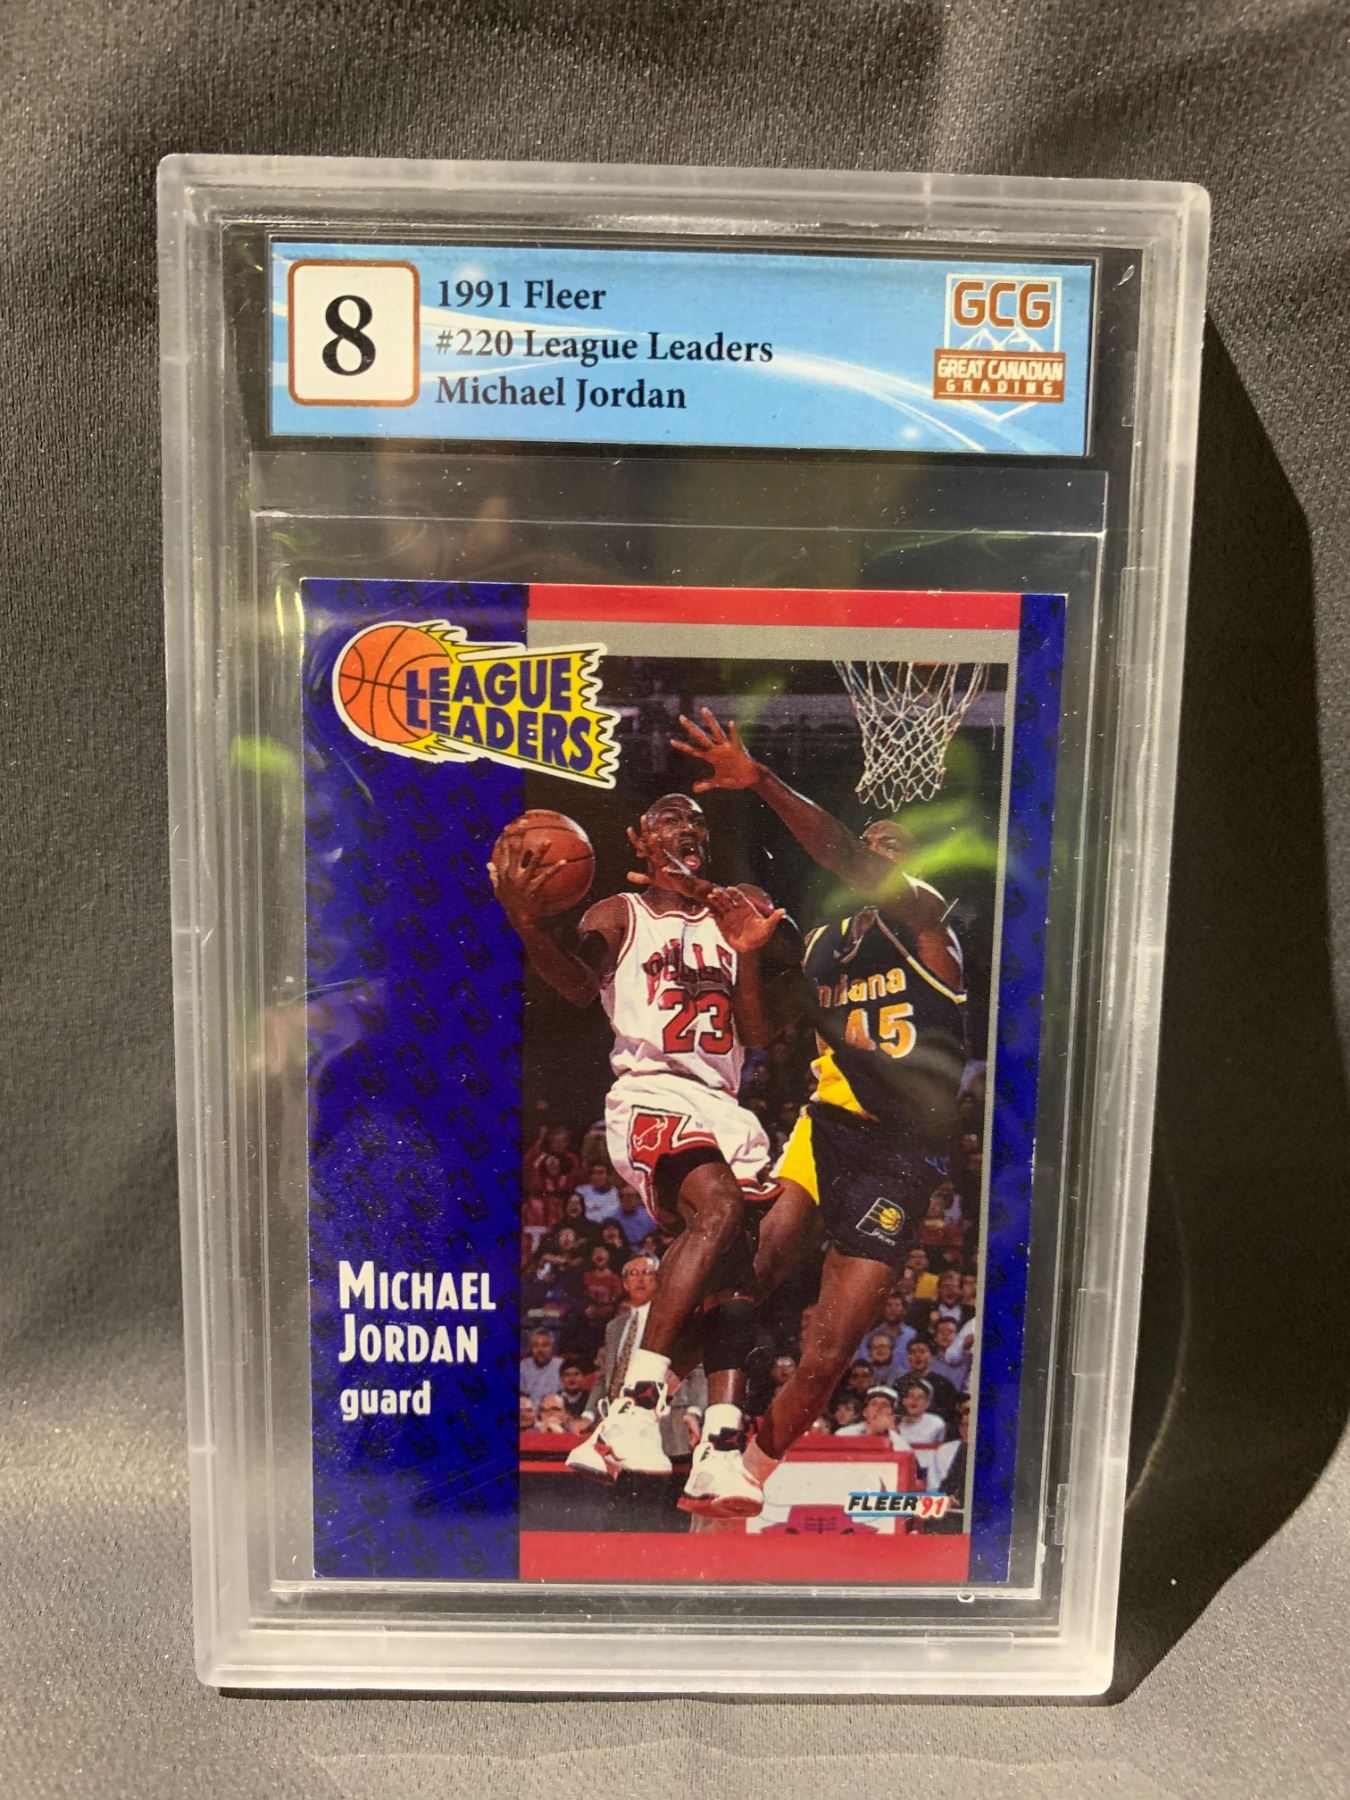 8
1991 Fleer
#220 League Leaders
Michael Jordan
GCG
GREAT CANADIAN
GRADING
LEAGUE
LEADERS
BULLS
23
ndiana
45
MICHAEL
JORDAN
guard
FLEER '91